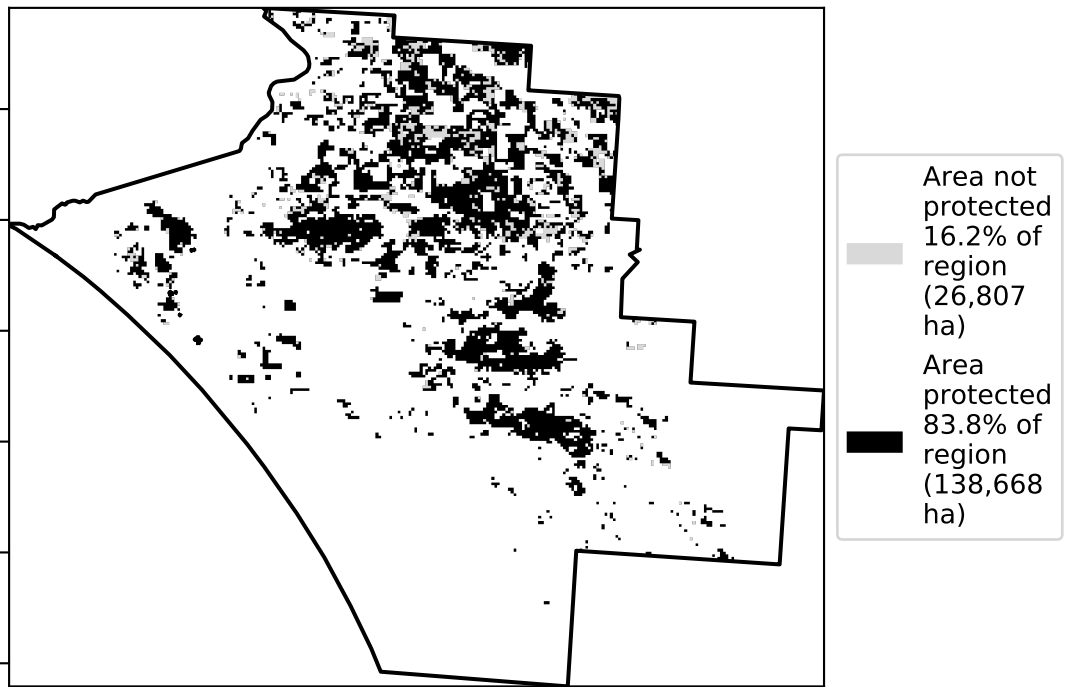 Area not
protected
16.2% of
region
(26,807
ha)
Area
protected
83.8% of
region
(138,668
ha)